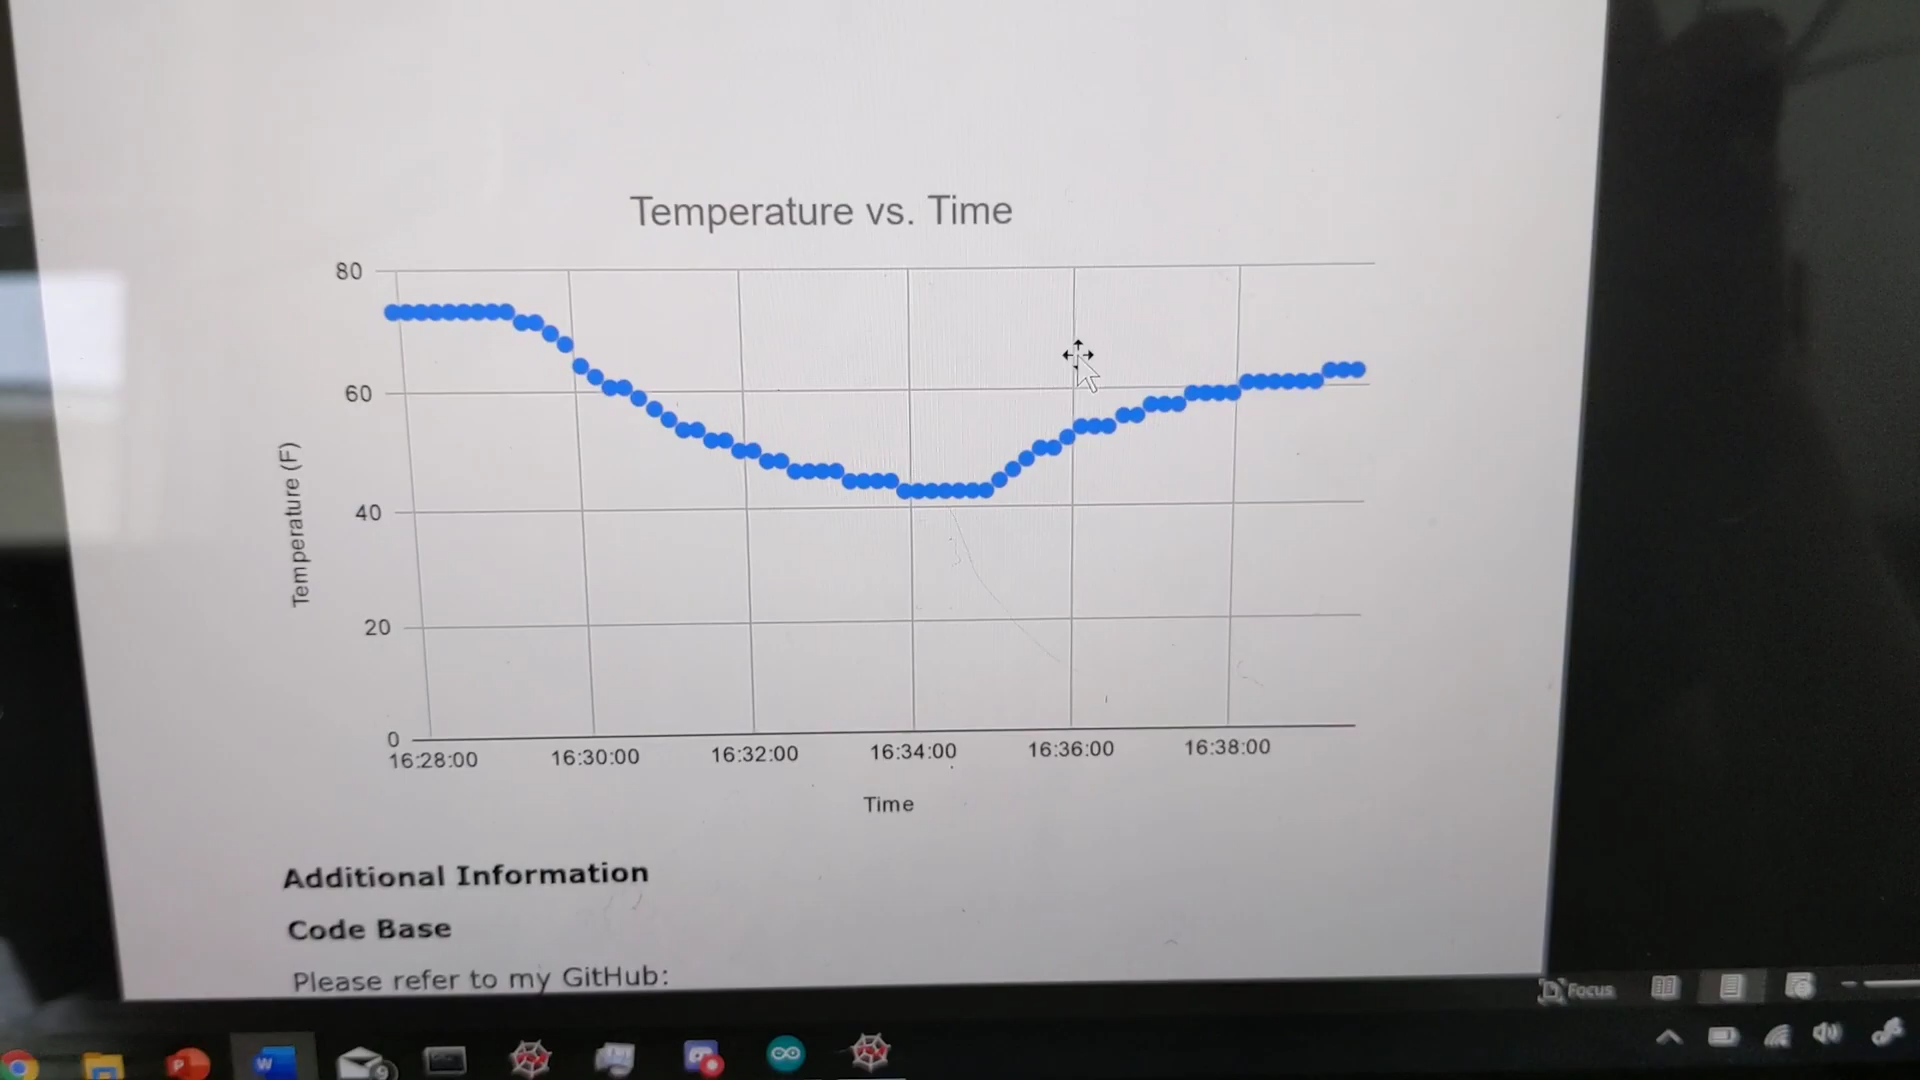 Temperature vs. Time
80
60
40
20
0
Temperature (F)
16:28:00 16:30:00 16:32:00 16:34:00 16:36:00 16:38:00
Time
Additional Information
Code Base
Please refer to my GitHub:
Focus
P W 9